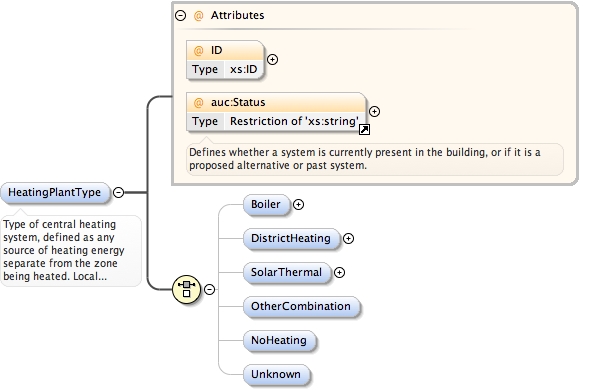 @ Attributes
@ ID
Type xs:ID
@ auc:Status
Type Restriction of 'xs:string'
Defines whether a system is currently present in the building, or if it is a
proposed alternative or past system.
HeatingPlantType
Type of central heating
system, defined as any
source of heating energy
separate from the zone
being heated. Local...
Boiler
DistrictHeating
SolarThermal
OtherCombination
NoHeating
Unknown